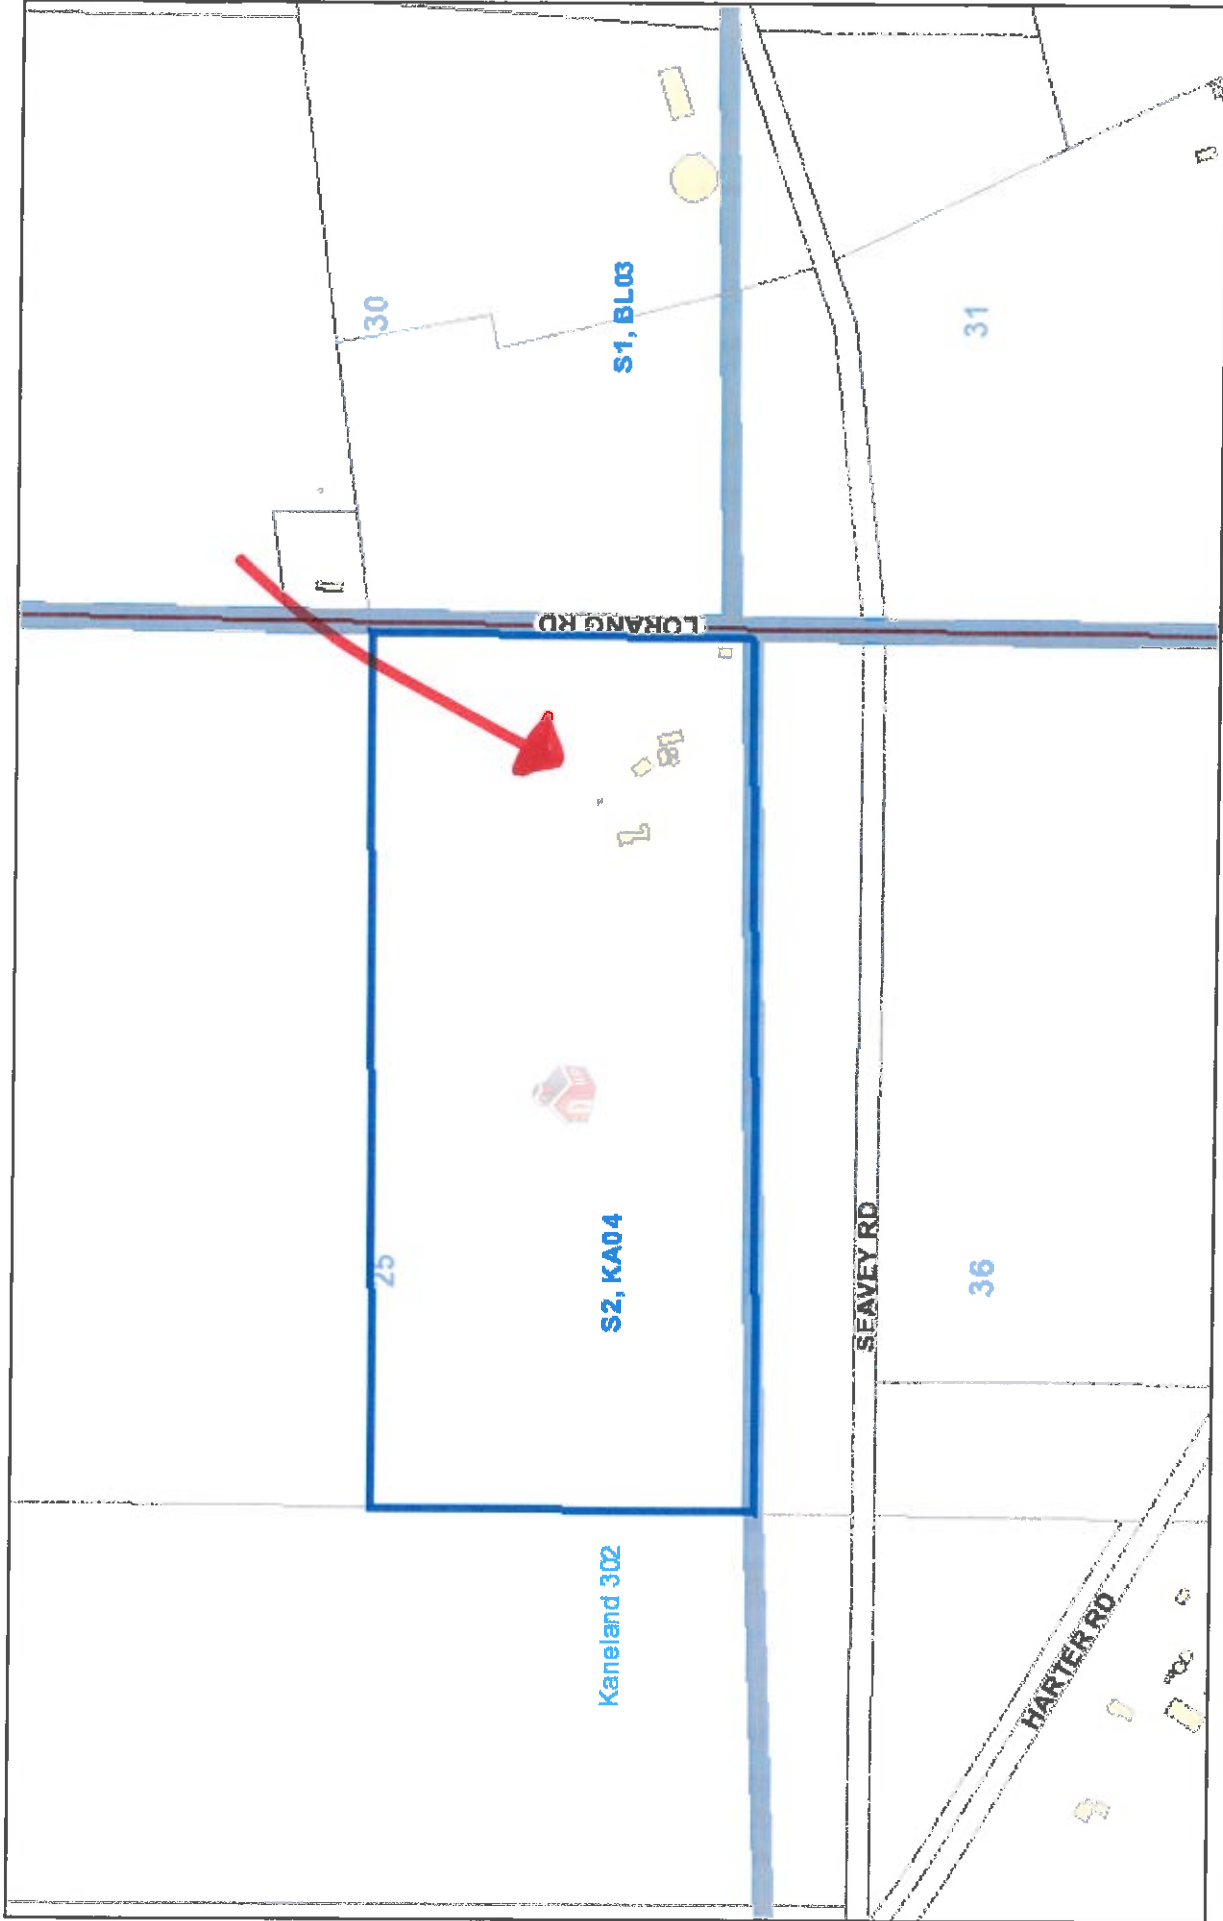 30
S1, BL03
31
LORANG RD
25
S2, KA04
SEAVEY RD
36
Kaneland 302
HARTER RD